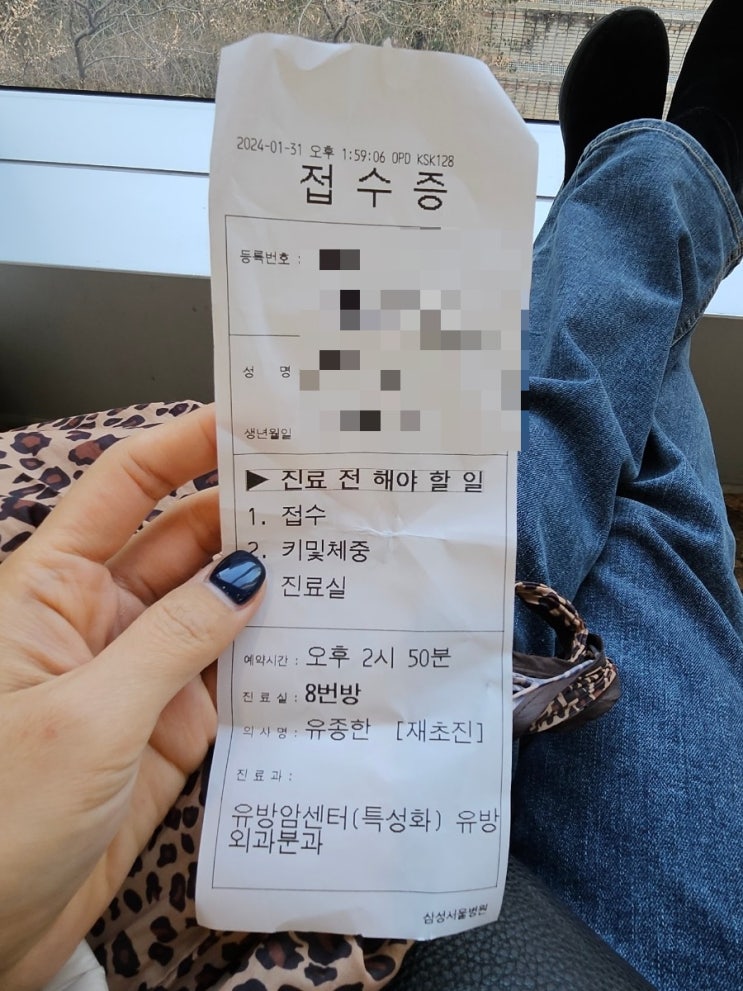 2024-01-31 오후 1:59:06 OPD KSK128
접수증
등록번호 :
성 명
생년월일
▶ 진료 전 해야 할 일
1. 접수
2. 키및체중
진료실
예약시간 : 오후 2시 50분
진료실 : 8번방
의사명 : 유종한 [재초진]
진료과 :
유방암센터(특성화) 유방
외과분과
삼성서울병원